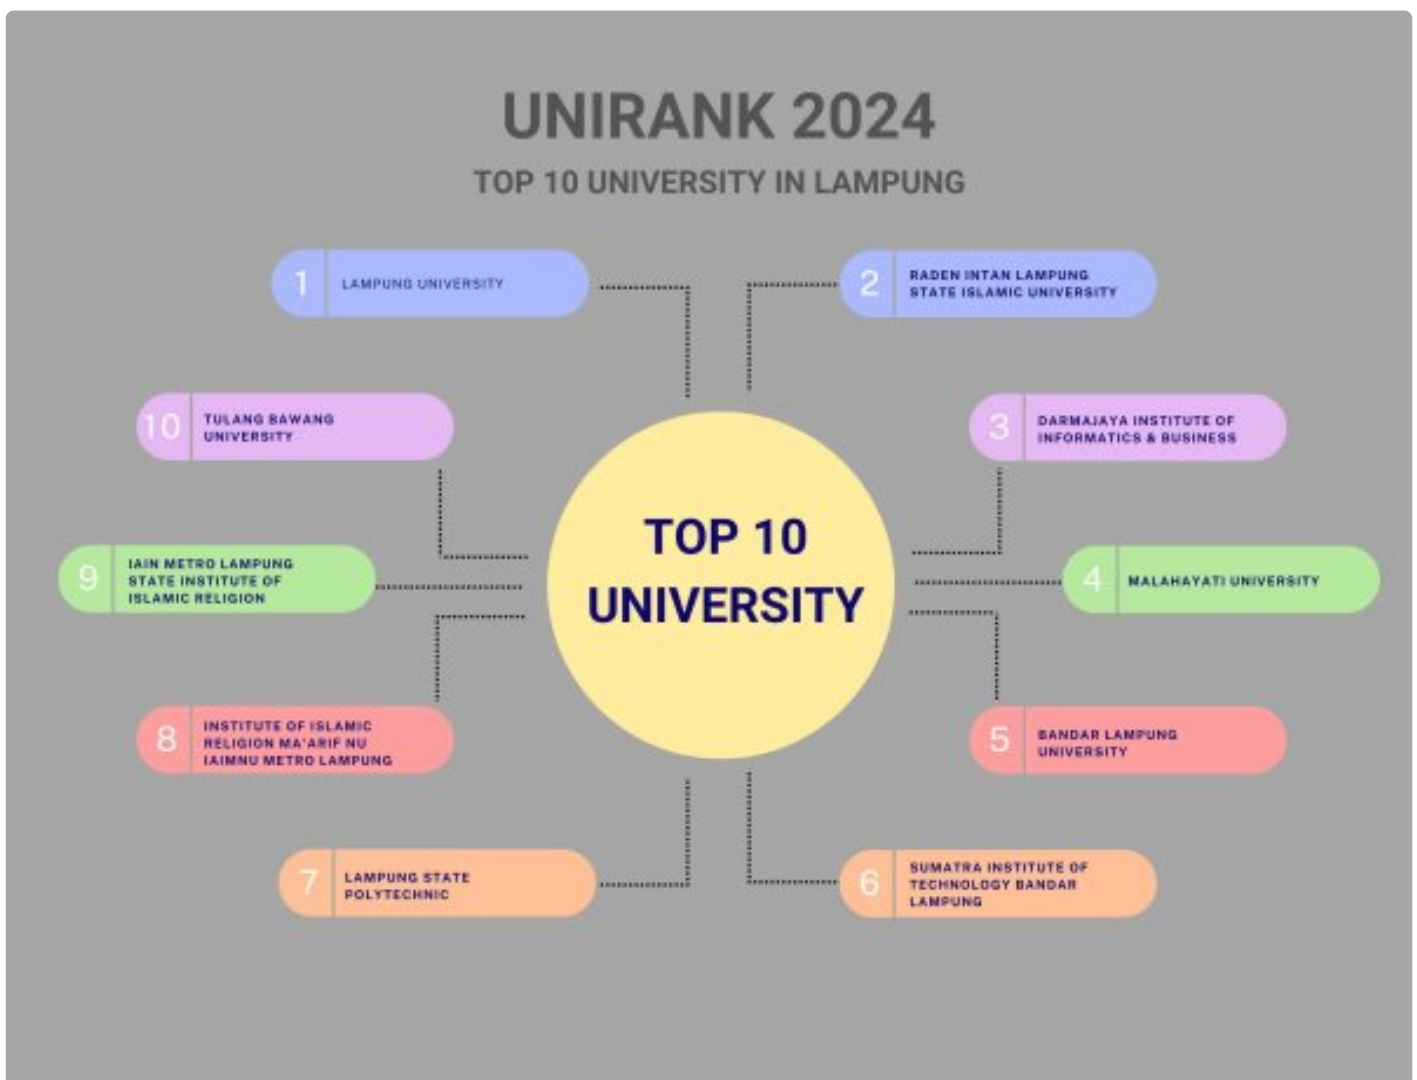 UNIRANK 2024
TOP 10 UNIVERSITY IN LAMPUNG
1
LAMPUNG UNIVERSITY
2
RADEN INTAN LAMPUNG
STATE ISLAMIC UNIVERSITY
3
DARMAJAYA INSTITUTE OF
INFORMATICS & BUSINESS
4
MALAHAYATI UNIVERSITY
5
BANDAR LAMPUNG
UNIVERSITY
6
SUMATRA INSTITUTE OF
TECHNOLOGY BANDAR
LAMPUNG
7
LAMPUNG STATE
POLYTECHNIC
8
INSTITUTE OF ISLAMIC
RELIGION MA'ARIF NU
IAIMNU METRO LAMPUNG
9
IAIN METRO LAMPUNG
STATE INSTITUTE OF
ISLAMIC RELIGION
10
TULANG BAWANG
UNIVERSITY
TOP 10
UNIVERSITY